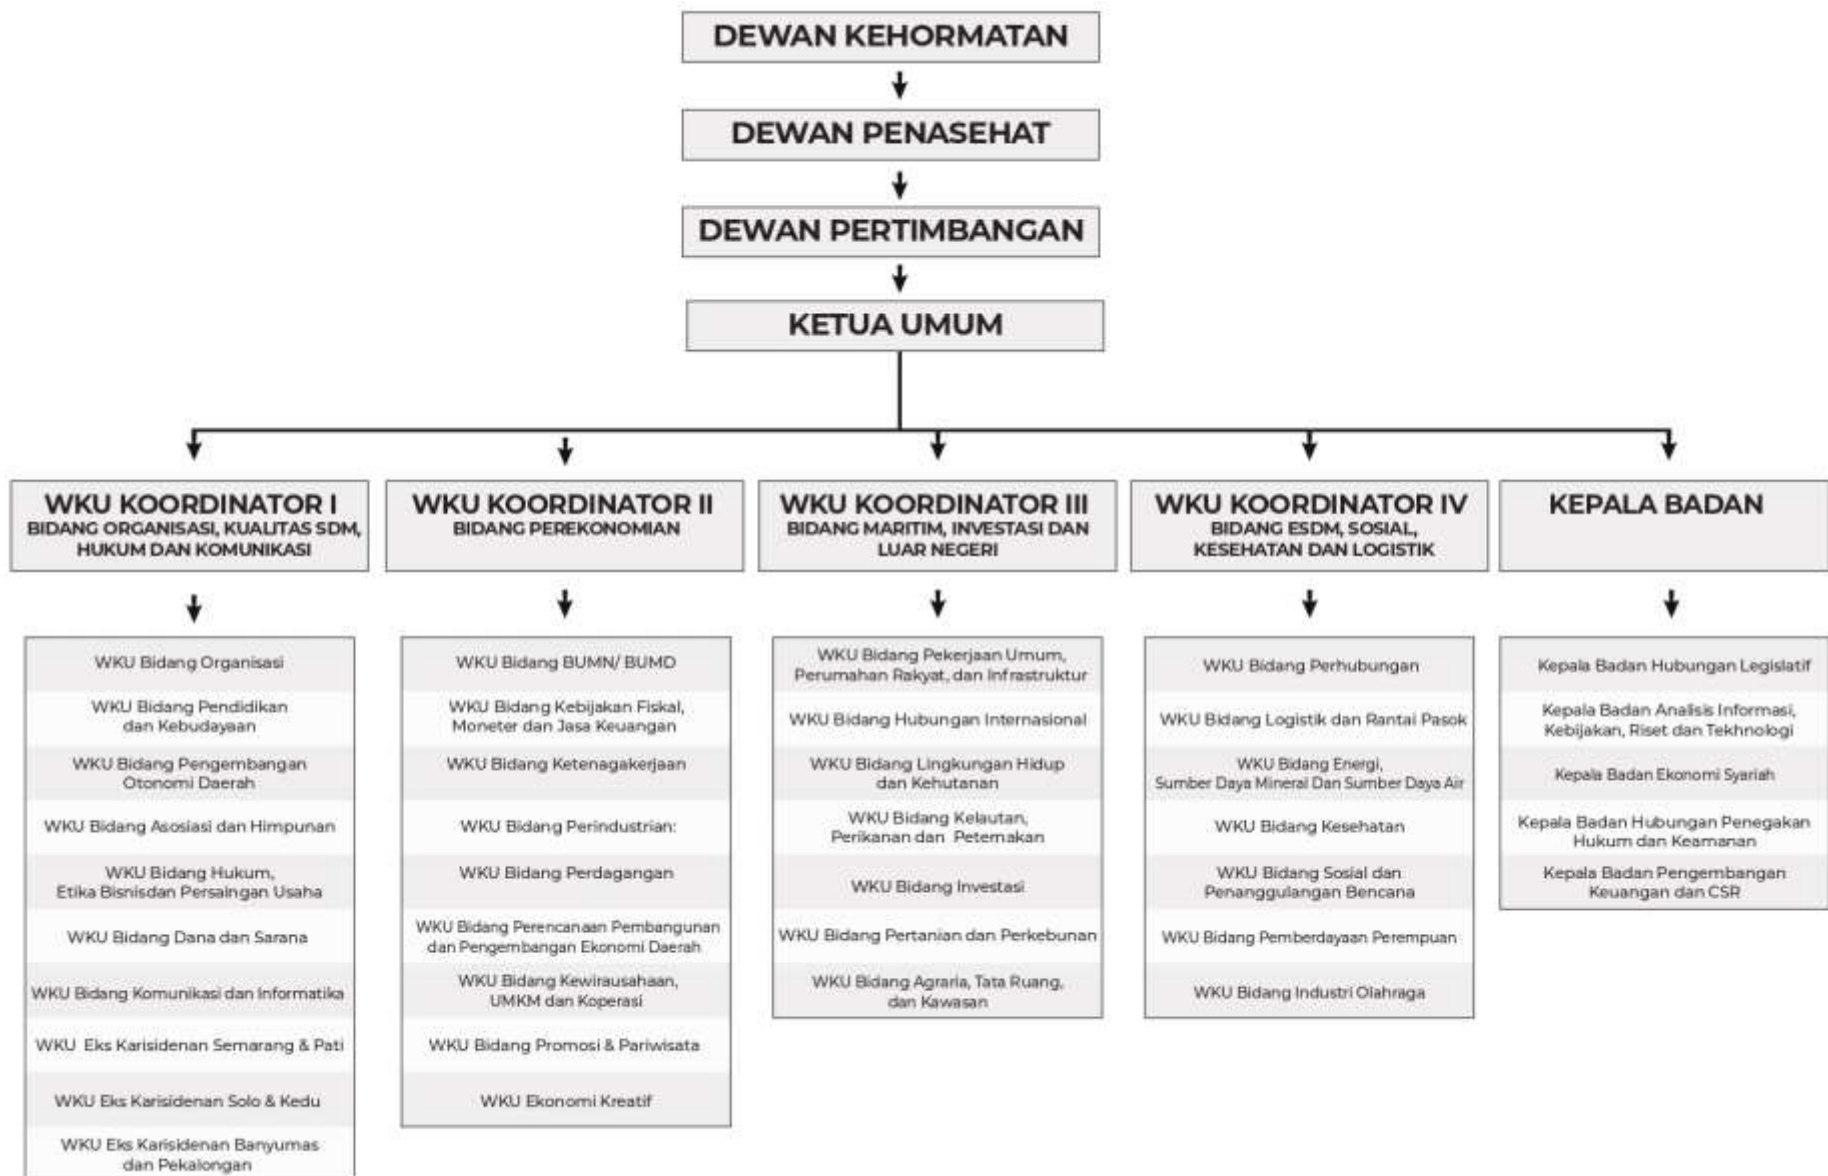 DEWAN KEHORMATAN
DEWAN PENASEHAT
DEWAN PERTIMBANGAN
KETUA UMUM
WKU KOORDINATOR I
BIDANG ORGANISASI, KUALITAS SDM,
HUKUM DAN KOMUNIKASI
WKU Bidang Organisasi
WKU Bidang Pendidikan
dan Kebudayaan
WKU Bidang Pengembangan
Otonomi Daerah
WKU Bidang Asosiasi dan Himpunan
WKU Bidang Hukum,
Etika Bisnisdan Persaingan Usaha
WKU Bidang Dana dan Sarana
WKU Bidang Komunikasi dan Informatika
WKU Eks Karisidenan Semarang & Pati
WKU Eks Karisidenan Solo & Kedu
WKU Eks Karisidenan Banyumas
dan Pekalongan
WKU KOORDINATOR II
BIDANG PEREKONOMIAN
WKU Bidang BUMN/ BUMD
WKU Bidang Kebijakan Fiskal,
Moneter dan Jasa Keuangan
WKU Bidang Ketenagakerjaan
WKU Bidang Perindustrian:
WKU Bidang Perdagangan
WKU Bidang Perencanaan Pembangunan
dan Pengembangan Ekonomi Daerah
WKU Bidang Kewirausahaan,
UMKM dan Koperasi
WKU Bidang Promosi & Pariwisata
WKU Ekonomi Kreatif
WKU KOORDINATOR III
BIDANG MARITIM, INVESTASI DAN
LUAR NEGERI
WKU Bidang Pekerjaan Umum,
Perumahan Rakyat, dan Infrastruktur
WKU Bidang Hubungan Internasional
WKU Bidang Lingkungan Hidup
dan Kehutanan
WKU Bidang Kelautan,
Perikanan dan Peternakan
WKU Bidang Investasi
WKU Bidang Pertanian dan Perkebunan
WKU Bidang Agraria, Tata Ruang,
dan Kawasan
WKU KOORDINATOR IV
BIDANG ESDM, SOSIAL,
KESEHATAN DAN LOGISTIK
WKU Bidang Perhubungan
WKU Bidang Logistik dan Rantai Pasok
WKU Bidang Energi,
Sumber Daya Mineral Dan Sumber Daya Air
WKU Bidang Kesehatan
WKU Bidang Sosial dan
Penanggulangan Bencana
WKU Bidang Pemberdayaan Perempuan
WKU Bidang Industri Olahraga
KEPALA BADAN
Kepala Badan Hubungan Legislatif
Kepala Badan Analisis Informasi,
Kebijakan, Riset dan Tekhnologi
Kepala Badan Ekonomi Syariah
Kepala Badan Hubungan Penegakan
Hukum dan Keamanan
Kepala Badan Pengembangan
Keuangan dan CSR